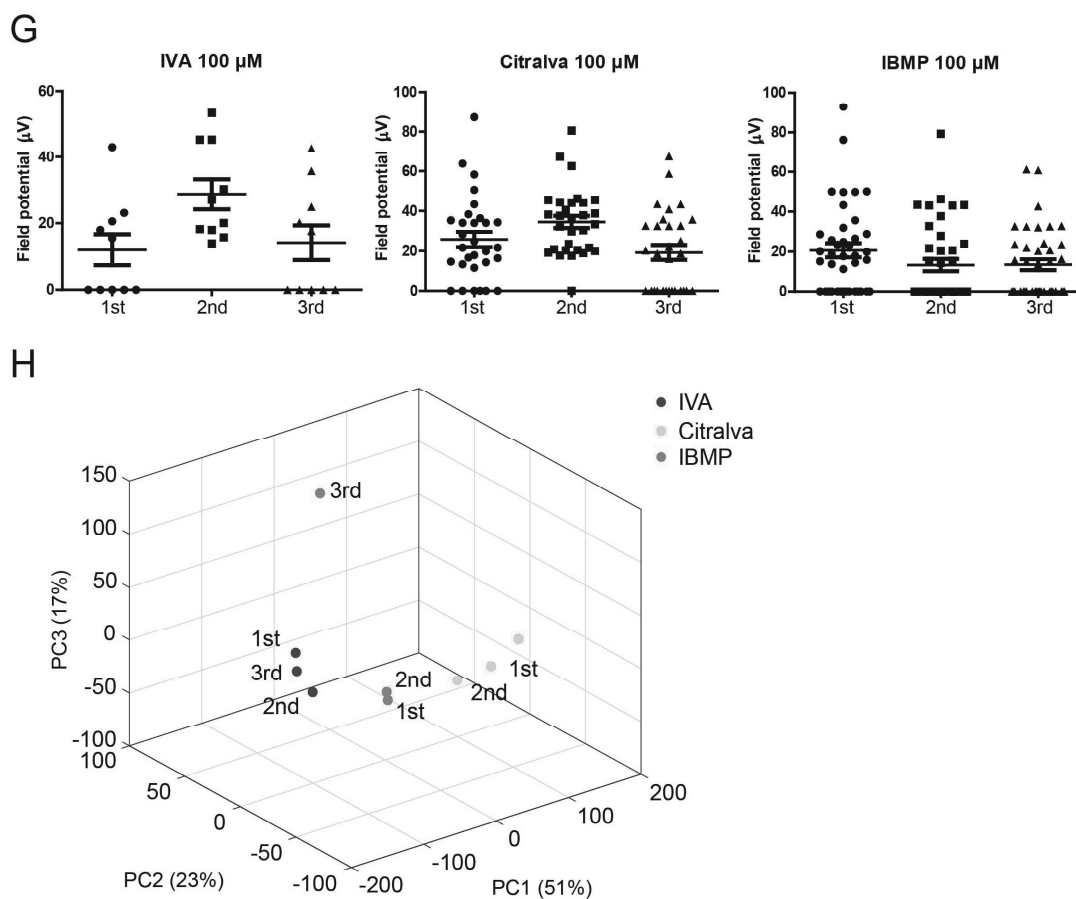 G
IVA 100 µM
Citralva 100 µM
IBMP 100 µM
Field potential (µV)
60
40
20
0
1st
2nd
3rd
Field potential (µV)
100
80
60
40
20
0
1st
2nd
3rd
Field potential (µV)
100
80
60
40
20
0
1st
2nd
3rd
H
IVA
Citralva
IBMP
PC3 (17%)
150
100
50
0
-50
-100
3rd
1st
3rd
2nd
2nd
1st
1st
2nd
100
50
0
-50
-100
PC2 (23%)
-200
-100
0
100
200
PC1 (51%)